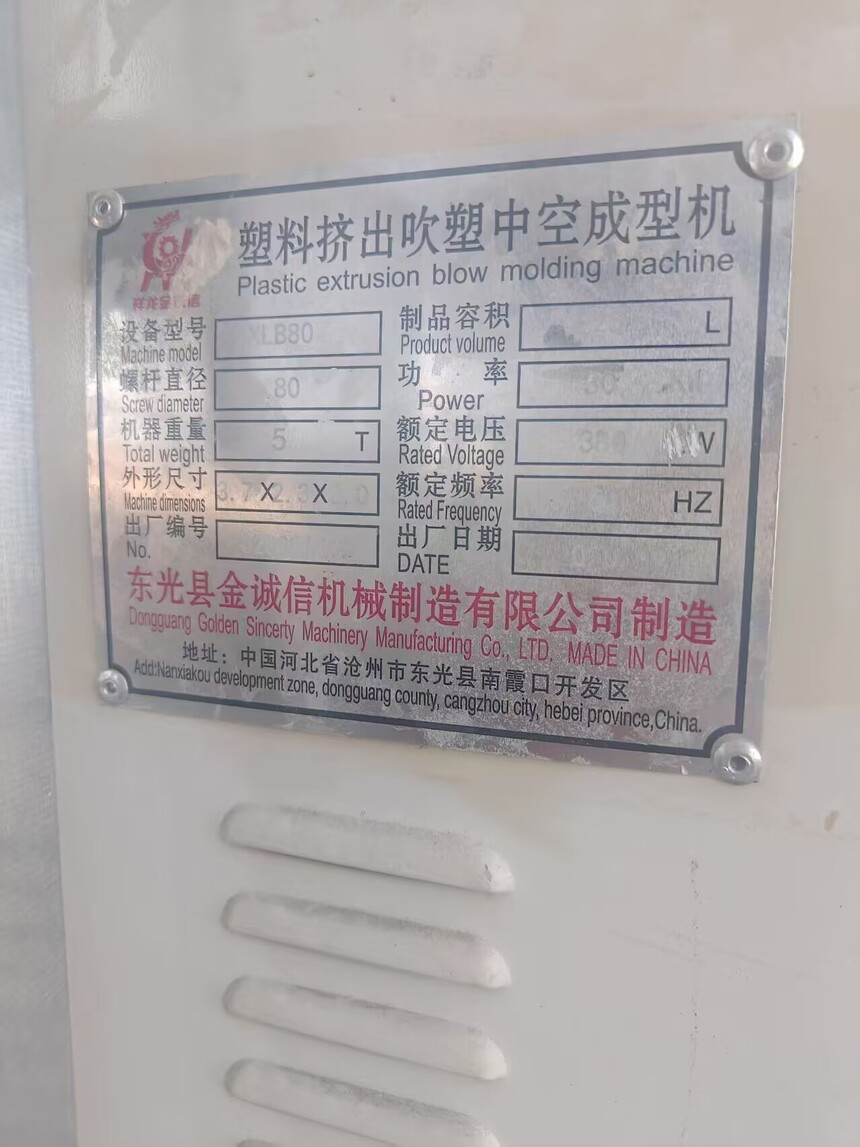 塑料挤出吹塑中空成型机
Plastic extrusion blow molding machine
设备型号 XLB80
Machine model
制品容积 L
Product volume
螺杆直径 80
Screw diameter
功率
Power
机器重量 5 T
Total weight
额定电压 V
Rated Voltage
外形尺寸 X X
Machine dimensions
额定频率 HZ
Rated Frequency
出厂编号
No.
出厂日期
DATE
东光县金诚信机械制造有限公司制造
Dongguang Golden Sincerty Machinery Manufacturing Co., LTD. MADE IN CHINA
地址：中国河北省沧州市东光县南霞口开发区
Add:Nanxiakou development zone, dongguang county, cangzhou city, hebei province,China.